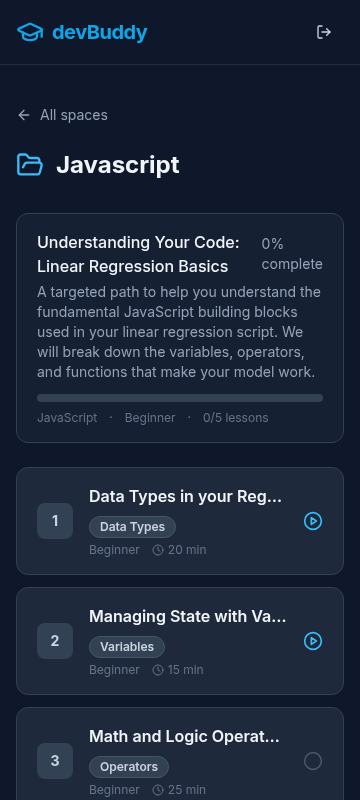 devBuddy
All spaces
Javascript
Understanding Your Code:
Linear Regression Basics
0%
complete
A targeted path to help you understand the
fundamental JavaScript building blocks
used in your linear regression script. We
will break down the variables, operators,
and functions that make your model work.
JavaScript · Beginner · 0/5 lessons
1
Data Types in your Reg...
Data Types
Beginner 20 min
2
Managing State with Va...
Variables
Beginner 15 min
3
Math and Logic Operat...
Operators
Beginner 25 min